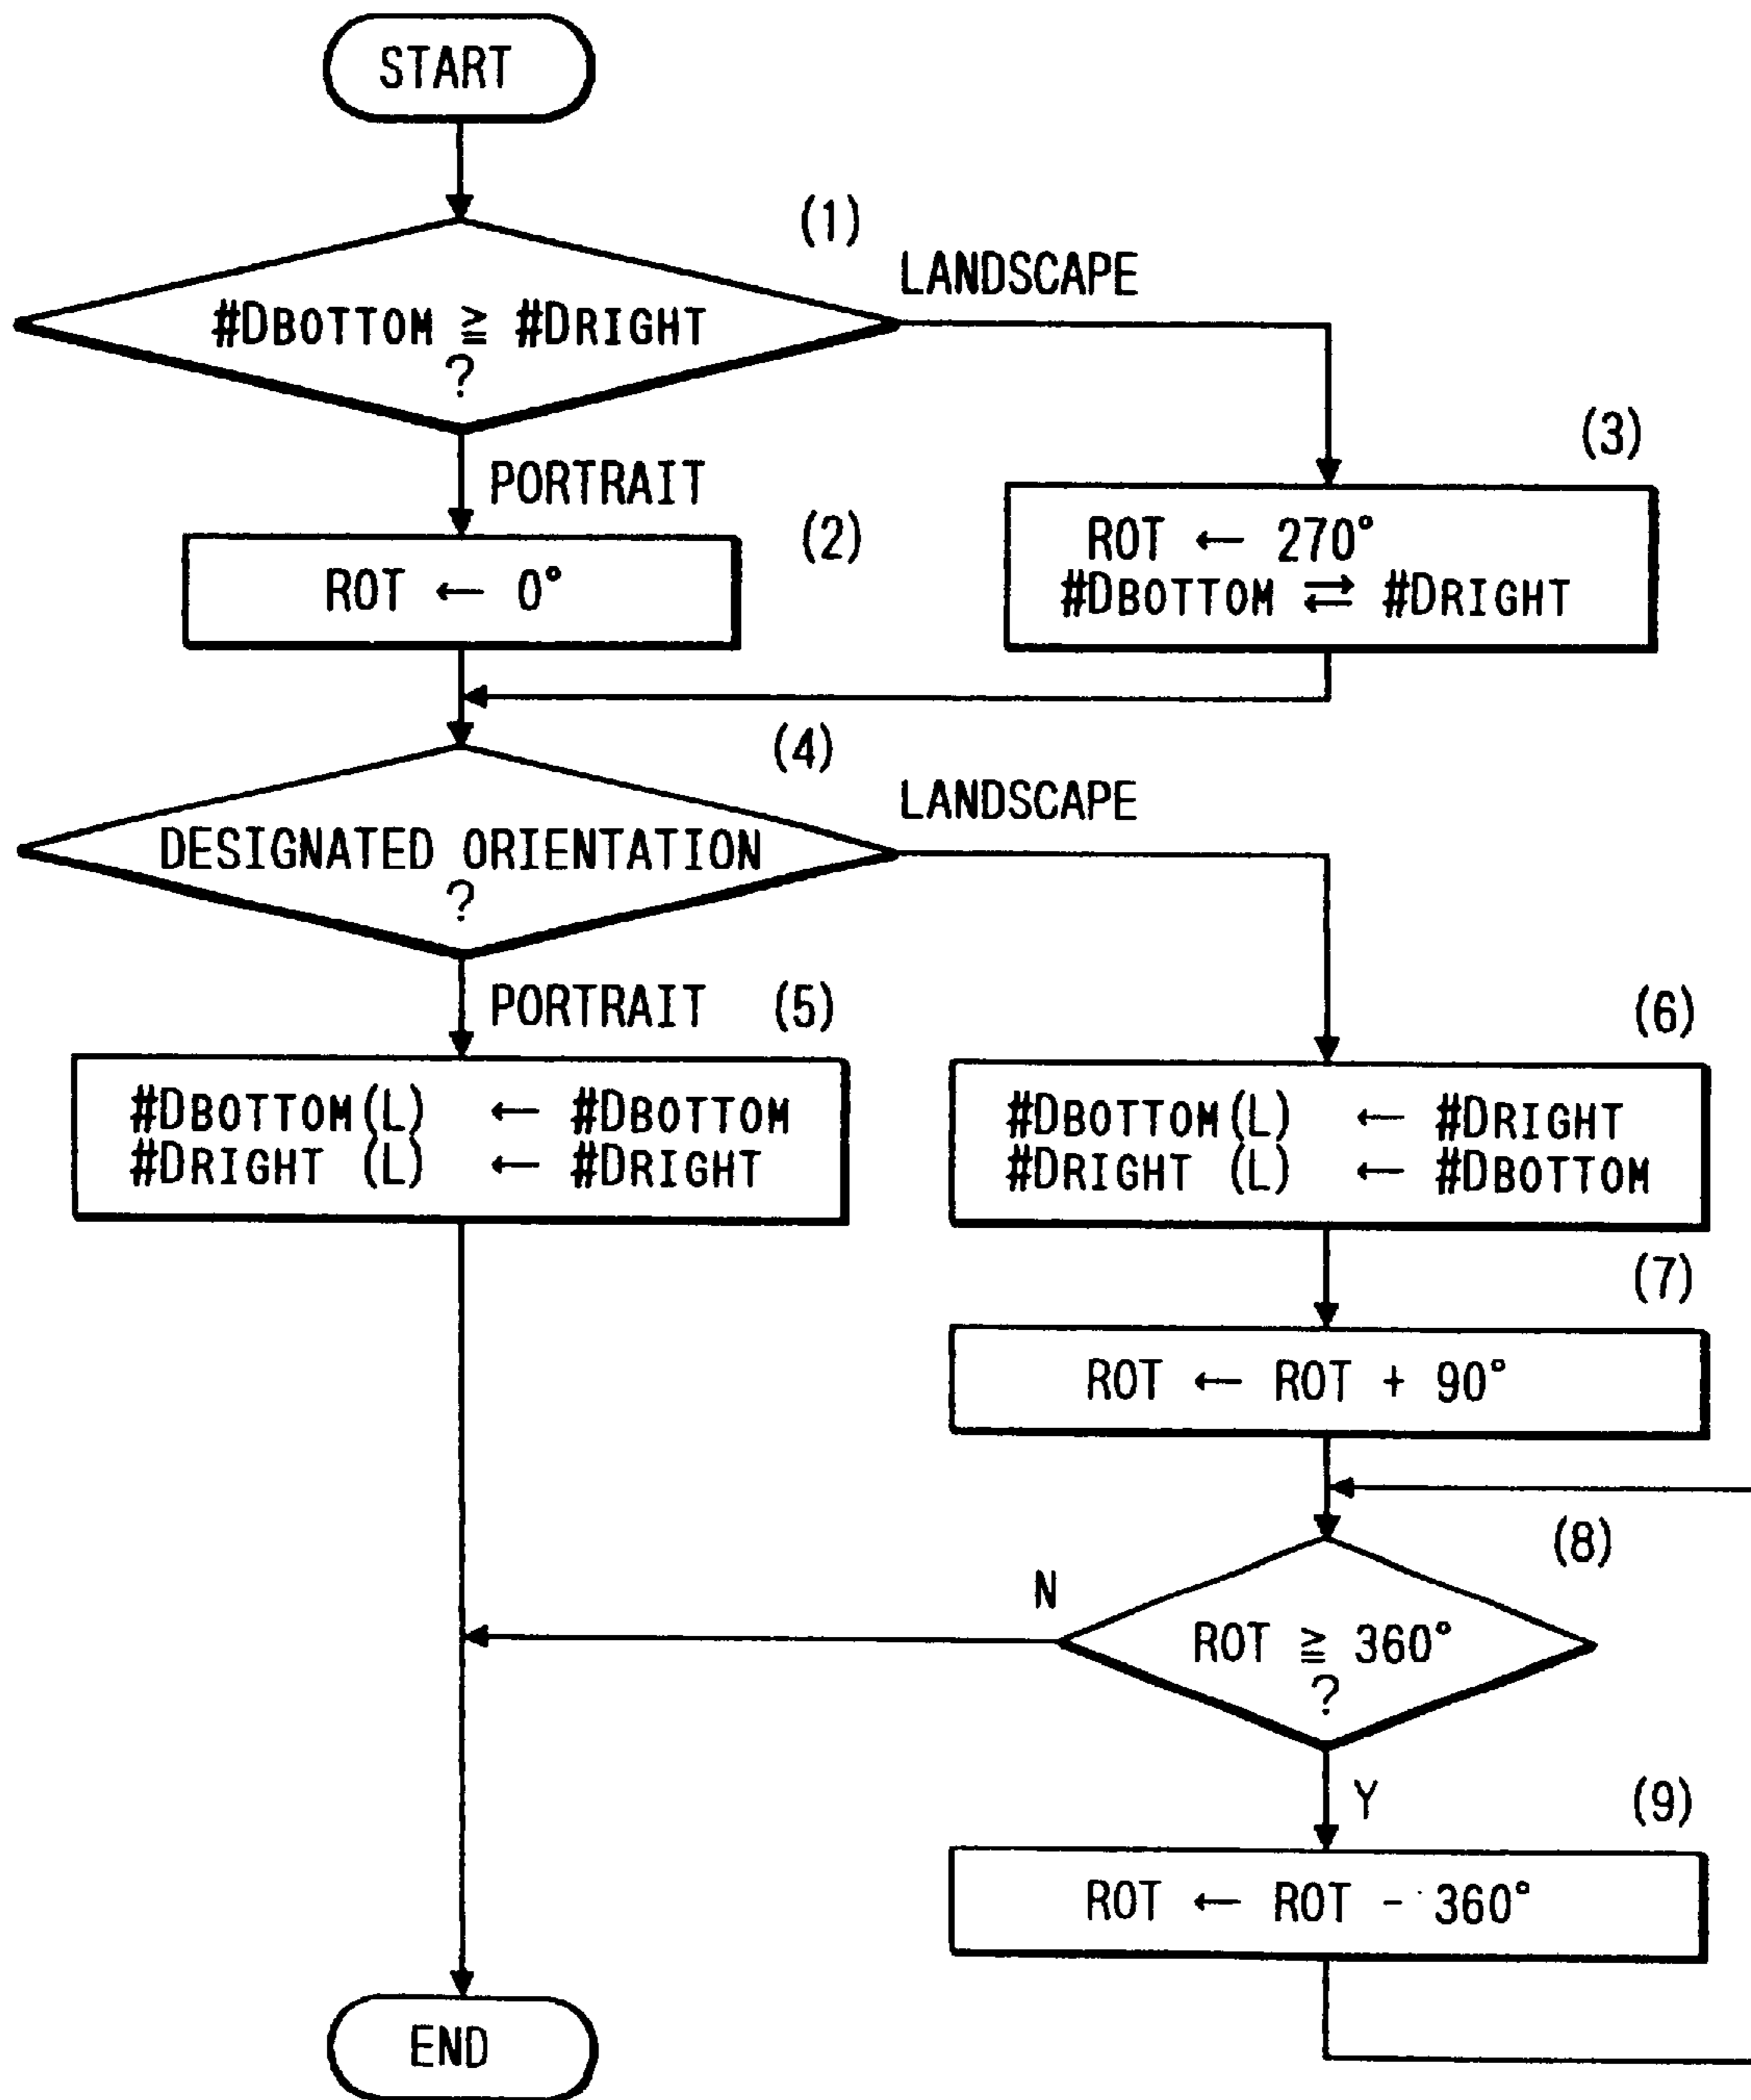 START
(1)
LANDSCAPE
#DBOTTOM ≧ #DRIGHT
?
PORTRAIT
(2)
ROT ← 0°
(3)
ROT ← 270°
#DBOTTOM ⇄ #DRIGHT
(4)
LANDSCAPE
DESIGNATED ORIENTATION
?
PORTRAIT
(5)
#DBOTTOM(L) ← #DBOTTOM
#DRIGHT (L) ← #DRIGHT
(6)
#DBOTTOM(L) ← #DRIGHT
#DRIGHT (L) ← #DBOTTOM
(7)
ROT ← ROT + 90°
(8)
N
ROT ≧ 360°
?
Y
(9)
ROT ← ROT - 360°
END